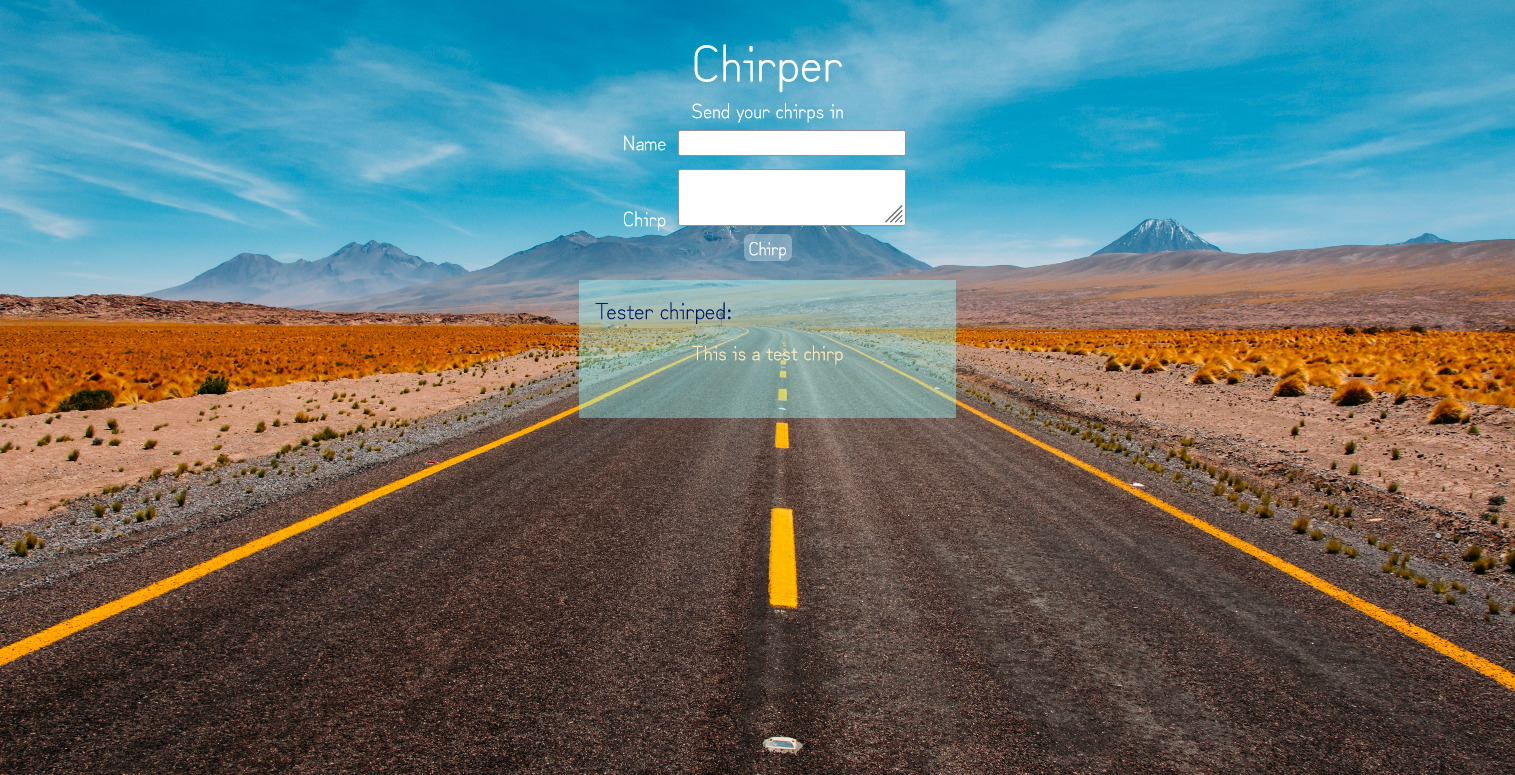 Chirper
Send your chirps in
Name
Chirp
Chirp
Tester chirped:
This is a test chirp